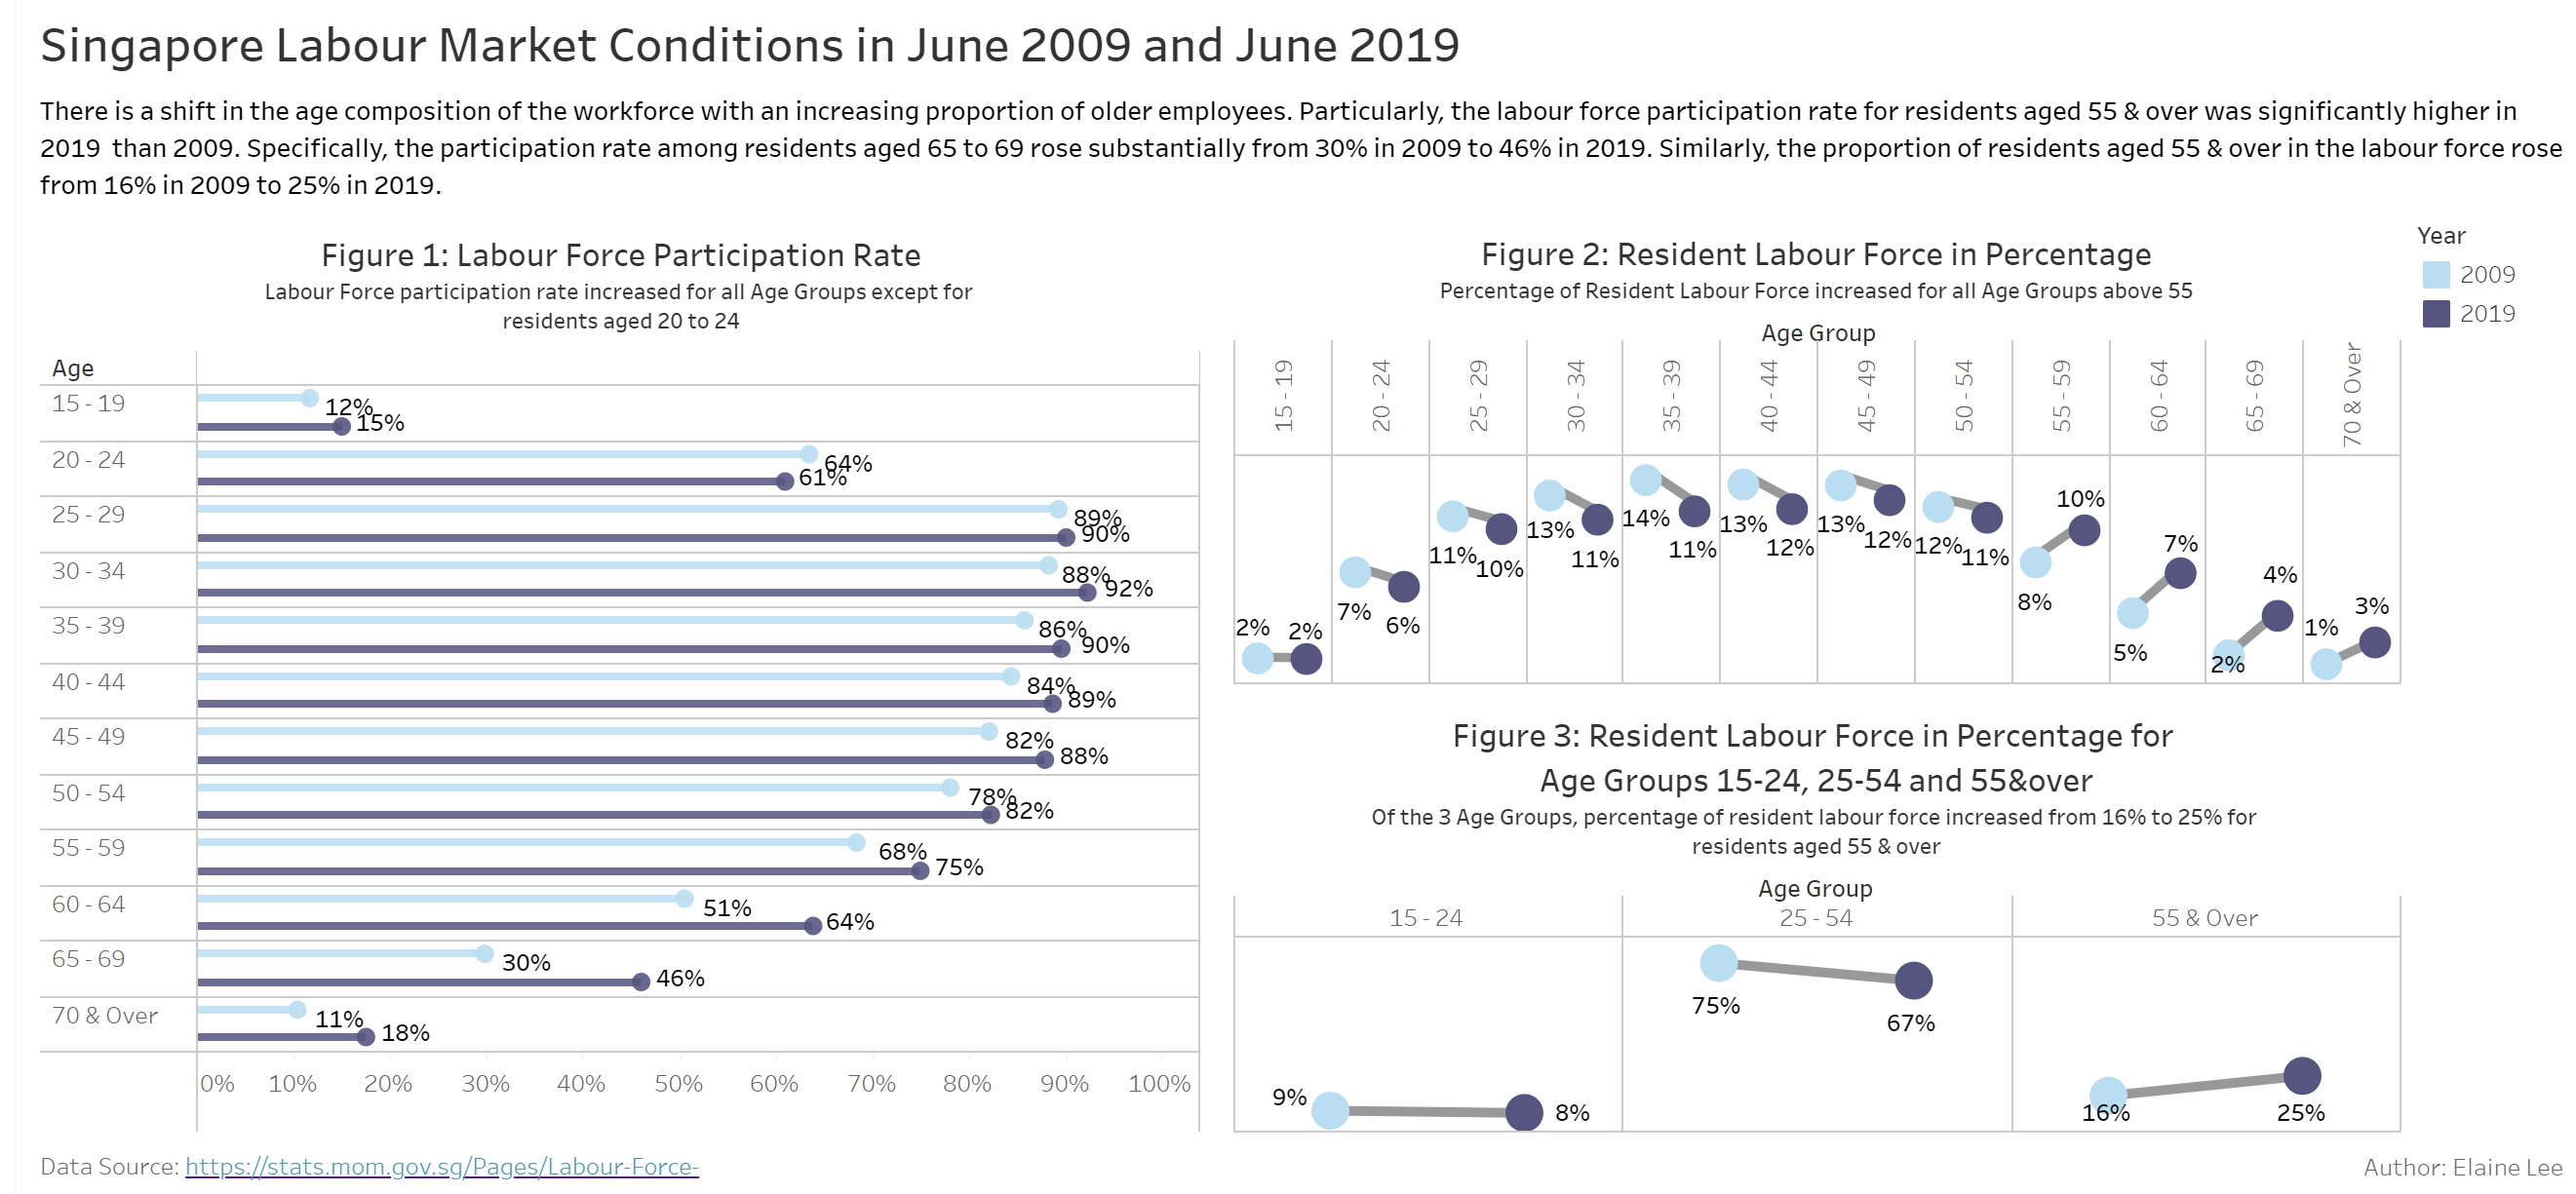 Singapore Labour Market Conditions in June 2009 and June 2019
There is a shift in the age composition of the workforce with an increasing proportion of older employees. Particularly, the labour force participation rate for residents aged 55 & over was significantly higher in
2019 than 2009. Specifically, the participation rate among residents aged 65 to 69 rose substantially from 30% in 2009 to 46% in 2019. Similarly, the proportion of residents aged 55 & over in the labour force rose
from 16% in 2009 to 25% in 2019.
Figure 1: Labour Force Participation Rate
Labour Force participation rate increased for all Age Groups except for
residents aged 20 to 24
Age
15 - 19
12%
15%
20 - 24
64%
61%
25 - 29
89%
90%
30 - 34
88%
92%
35 - 39
86%
90%
40 - 44
84%
89%
45 - 49
82%
88%
50 - 54
78%
82%
55 - 59
68%
75%
60 - 64
51%
64%
65 - 69
30%
46%
70 & Over
11%
18%
0% 10% 20% 30% 40% 50% 60% 70% 80% 90% 100%
Figure 2: Resident Labour Force in Percentage
Percentage of Resident Labour Force increased for all Age Groups above 55
Age Group
15 - 19
20 - 24
25 - 29
30 - 34
35 - 39
40 - 44
45 - 49
50 - 54
55 - 59
60 - 64
65 - 69
70 & Over
2% 2%
7% 6%
11% 10%
13% 11%
14% 11%
13% 12%
13% 12%
12% 11%
8% 10%
5% 7%
2% 4%
1% 3%
Year
2009
2019
Figure 3: Resident Labour Force in Percentage for
Age Groups 15-24, 25-54 and 55&over
Of the 3 Age Groups, percentage of resident labour force increased from 16% to 25% for
residents aged 55 & over
Age Group
15 - 24
25 - 54
55 & Over
9% 8%
75% 67%
16% 25%
Data Source: https://stats.mom.gov.sg/Pages/Labour-Force-
Author: Elaine Lee